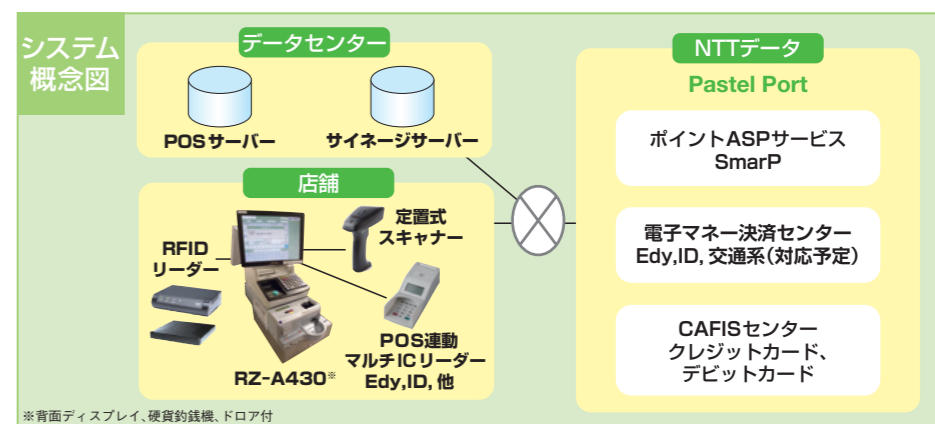 システム
概念図
データセンター
POSサーバー
サイネージサーバー
店舗
RFID
リーダー
定置式
スキャナー
POS連動
マルチICリーダー
Edy,ID,他
RZ-A430※
※背面ディスプレイ、硬貨釣銭機、ドロア付
NTTデータ
Pastel Port
ポイントASPサービス
SmarP
電子マネー決済センター
Edy,ID,交通系(対応予定)
CAFISセンター
クレジットカード、
デビットカード